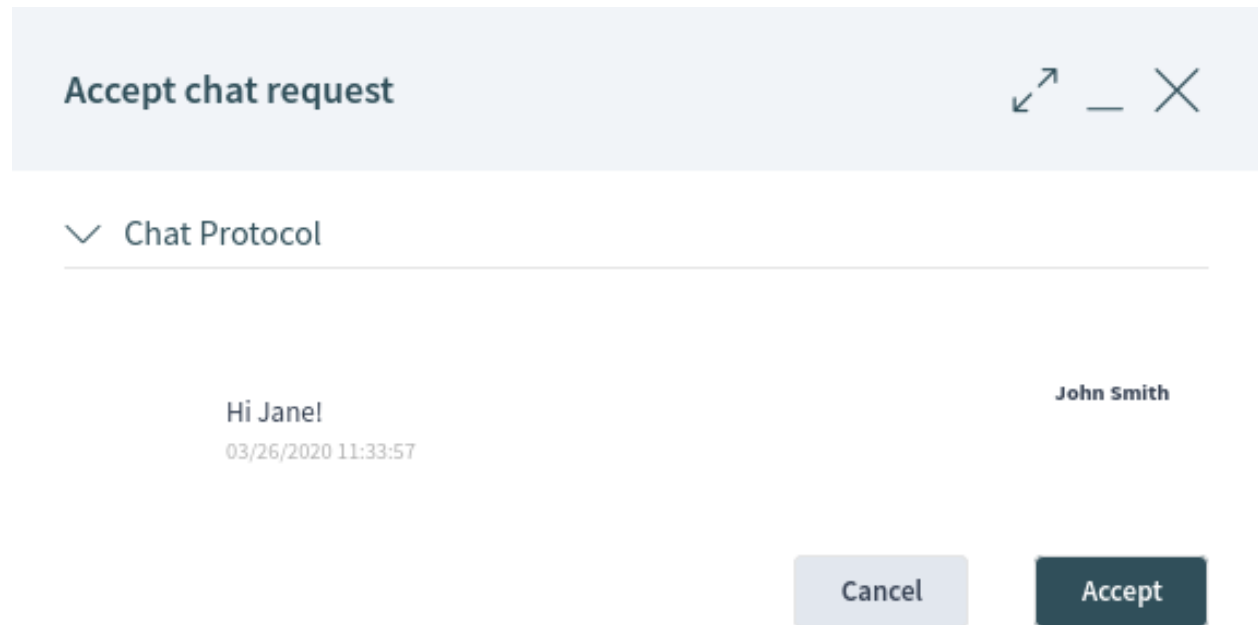 Accept chat request
Chat Protocol
John Smith
Hi Jane!
03/26/2020 11:33:57
Cancel Accept